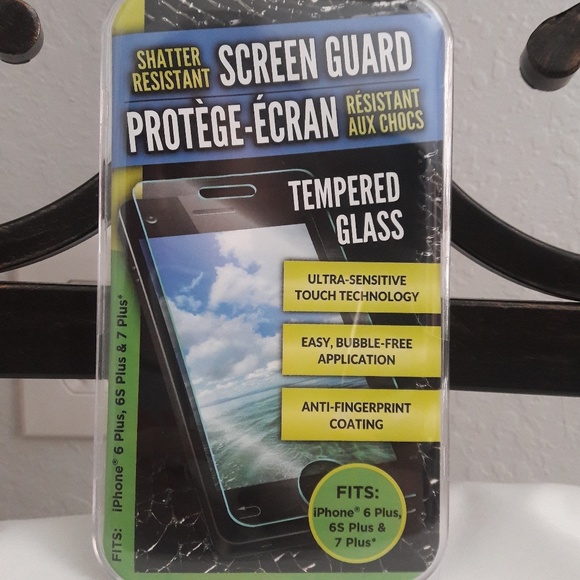 SHATTER
RESISTANT
SCREEN GUARD
PROTÈGE-ÉCRAN
RÉSISTANT
AUX CHOCS
TEMPERED
GLASS
ULTRA-SENSITIVE
TOUCH TECHNOLOGY
EASY, BUBBLE-FREE
APPLICATION
ANTI-FINGERPRINT
COATING
FITS:
iPhone® 6 Plus,
6S Plus &
7 Plus*
FITS: iPhone® 6 Plus, 6S Plus & 7 Plus*